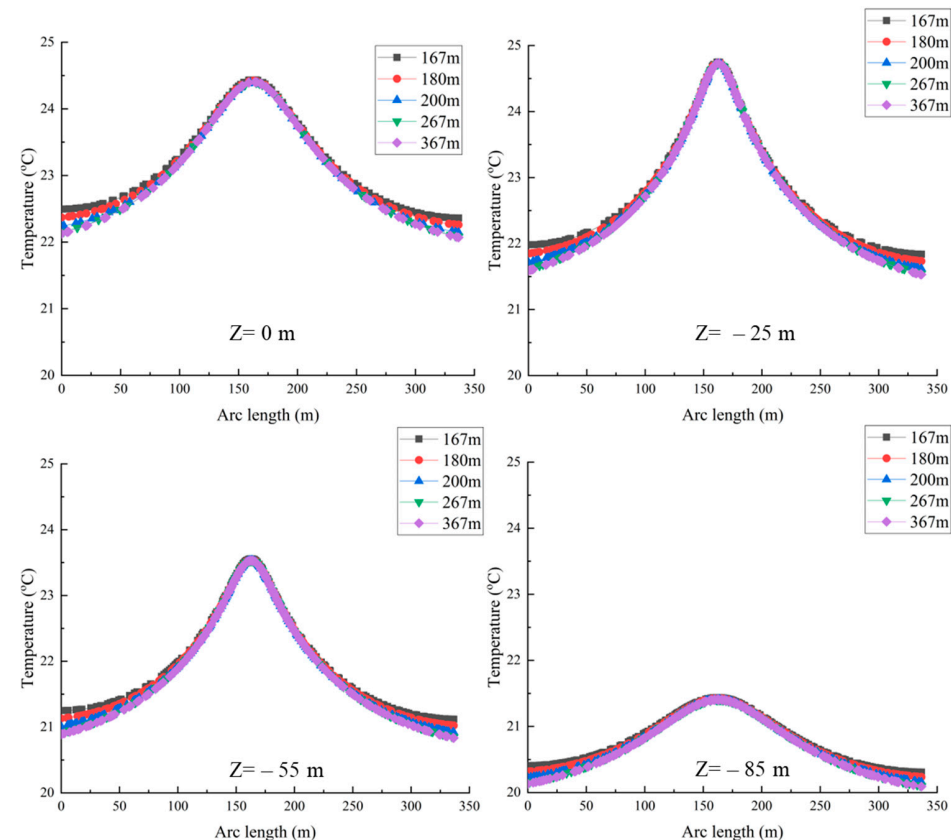 25
24
23
22
21
20
Temperature (°C)
0
50
100
150
200
250
300
350
Arc length (m)
167m
180m
200m
267m
367m
Z= 0 m
25
24
23
22
21
20
Temperature (°C)
0
50
100
150
200
250
300
350
Arc length (m)
167m
180m
200m
267m
367m
Z= – 25 m
25
24
23
22
21
20
Temperature (°C)
0
50
100
150
200
250
300
350
Arc length (m)
167m
180m
200m
267m
367m
Z= – 55 m
25
24
23
22
21
20
Temperature (°C)
0
50
100
150
200
250
300
350
Arc length (m)
167m
180m
200m
267m
367m
Z= – 85 m